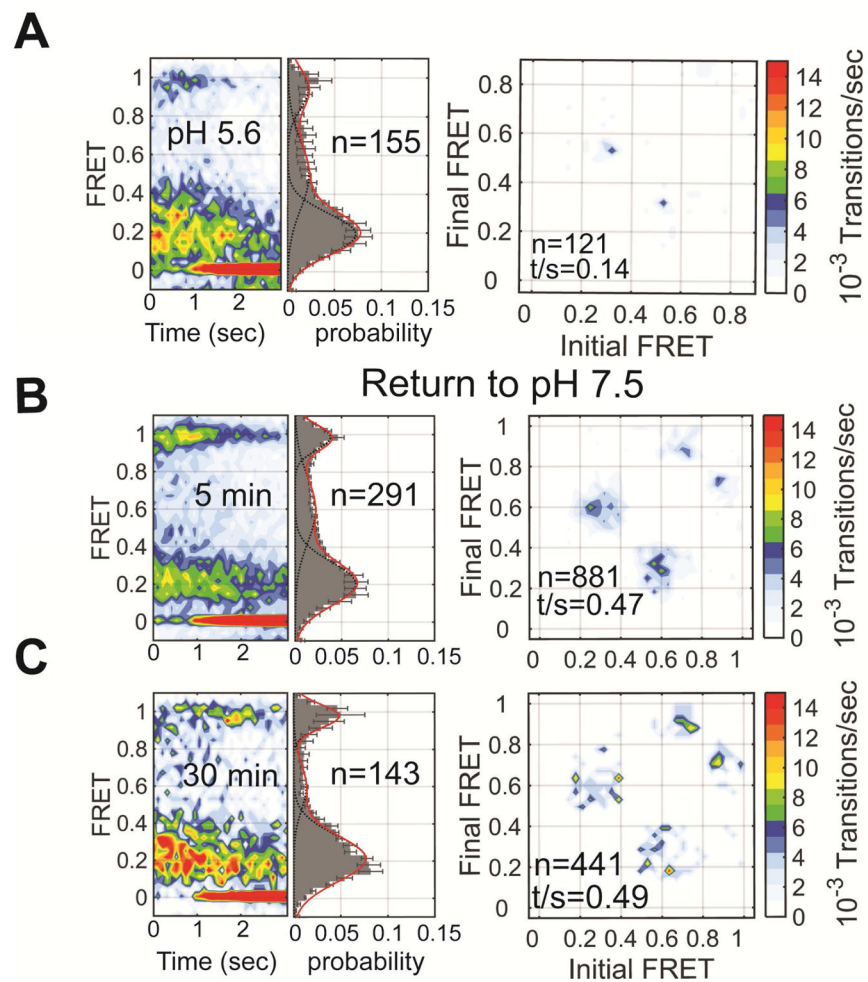 A
FRET
1
0.8
0.6
0.4
0.2
0
pH 5.6
n=155
0 1 2
Time (sec)
0 0.05 0.1 0.15
probability
Final FRET
0.8
0.6
0.4
0.2
0
n=121
t/s=0.14
0 0.2 0.4 0.6 0.8
Initial FRET
14
12
10
8
6
4
2
0
10⁻³ Transitions/sec
Return to pH 7.5
B
FRET
1
0.8
0.6
0.4
0.2
0
5 min
n=291
0 1 2
0 0.05 0.1 0.15
Final FRET
1
0.8
0.6
0.4
0.2
0
n=881
t/s=0.47
0 0.2 0.4 0.6 0.8 1
14
12
10
8
6
4
2
0
10⁻³ Transitions/sec
C
FRET
1
0.8
0.6
0.4
0.2
0
30 min
n=143
0 1 2
Time (sec)
0 0.05 0.1 0.15
probability
Final FRET
1
0.8
0.6
0.4
0.2
0
n=441
t/s=0.49
0 0.2 0.4 0.6 0.8 1
Initial FRET
14
12
10
8
6
4
2
0
10⁻³ Transitions/sec